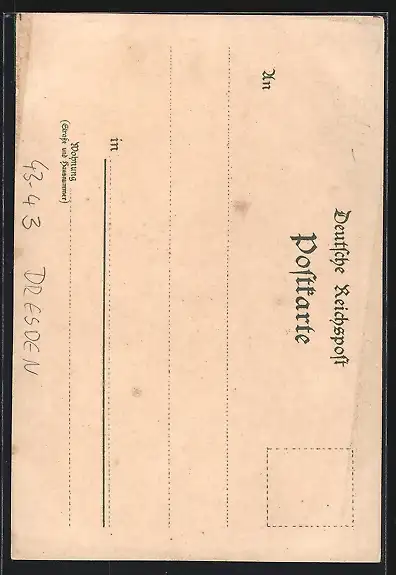 Deutsche Reichspost
Postkarte
An
in
Wohnung
(Straße und Hausnummer)
43-43 DRESDEN